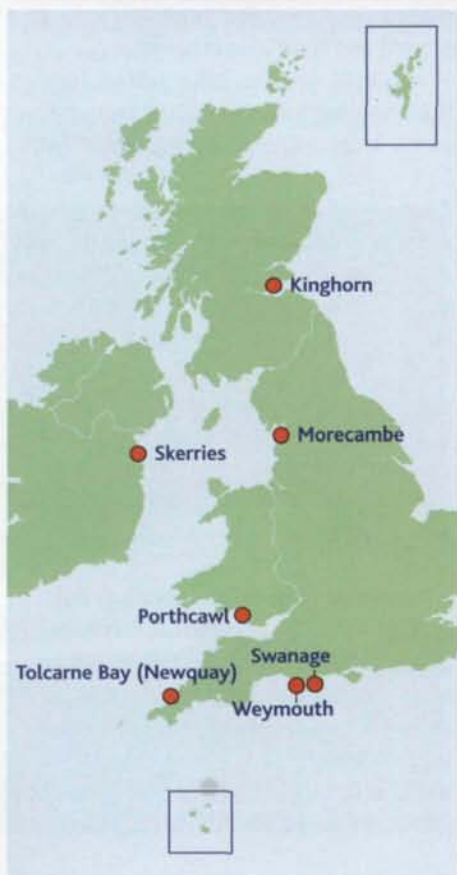 Kinghorn
Morecambe
Skerries
Porthcawl
Swanage
Tolcarne Bay (Newquay)
Weymouth